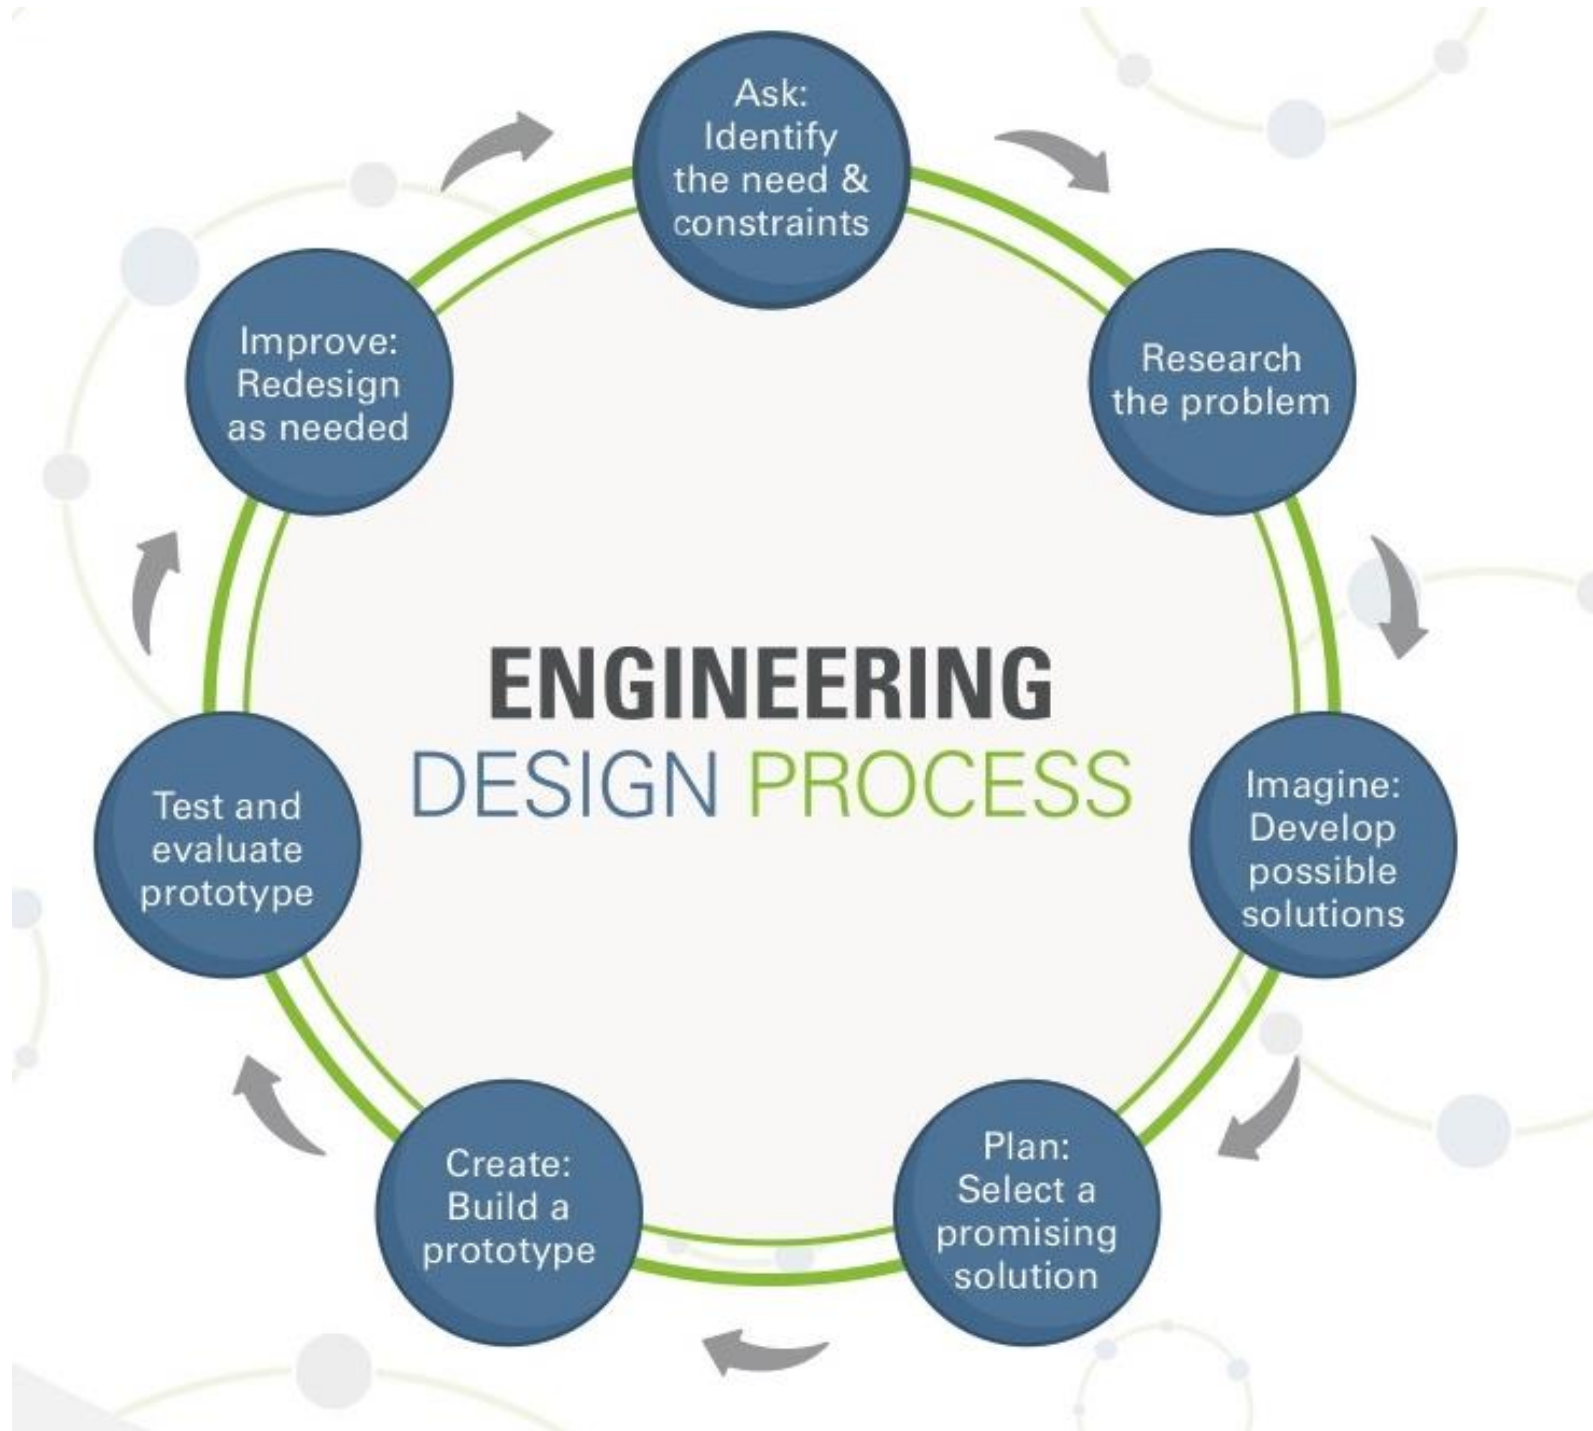 Ask:
Identify
the need &
constraints
Research
the problem
Imagine:
Develop
possible
solutions
Plan:
Select a
promising
solution
Create:
Build a
prototype
Test and
evaluate
prototype
Improve:
Redesign
as needed
ENGINEERING
DESIGN PROCESS